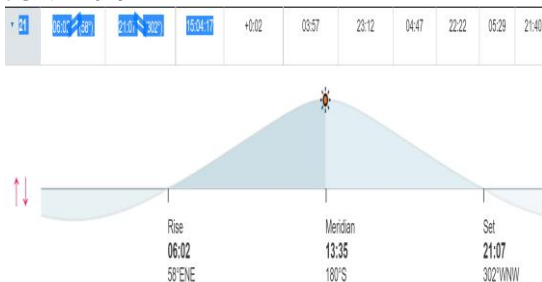 21 06:02 (58°) 21:07 (302°) 15:04:17 +0:02 03:57 23:12 04:47 22:22 05:29 21:40
Rise Meridian Set
06:02 13:35 21:07
58°ENE 180°S 302°WNW